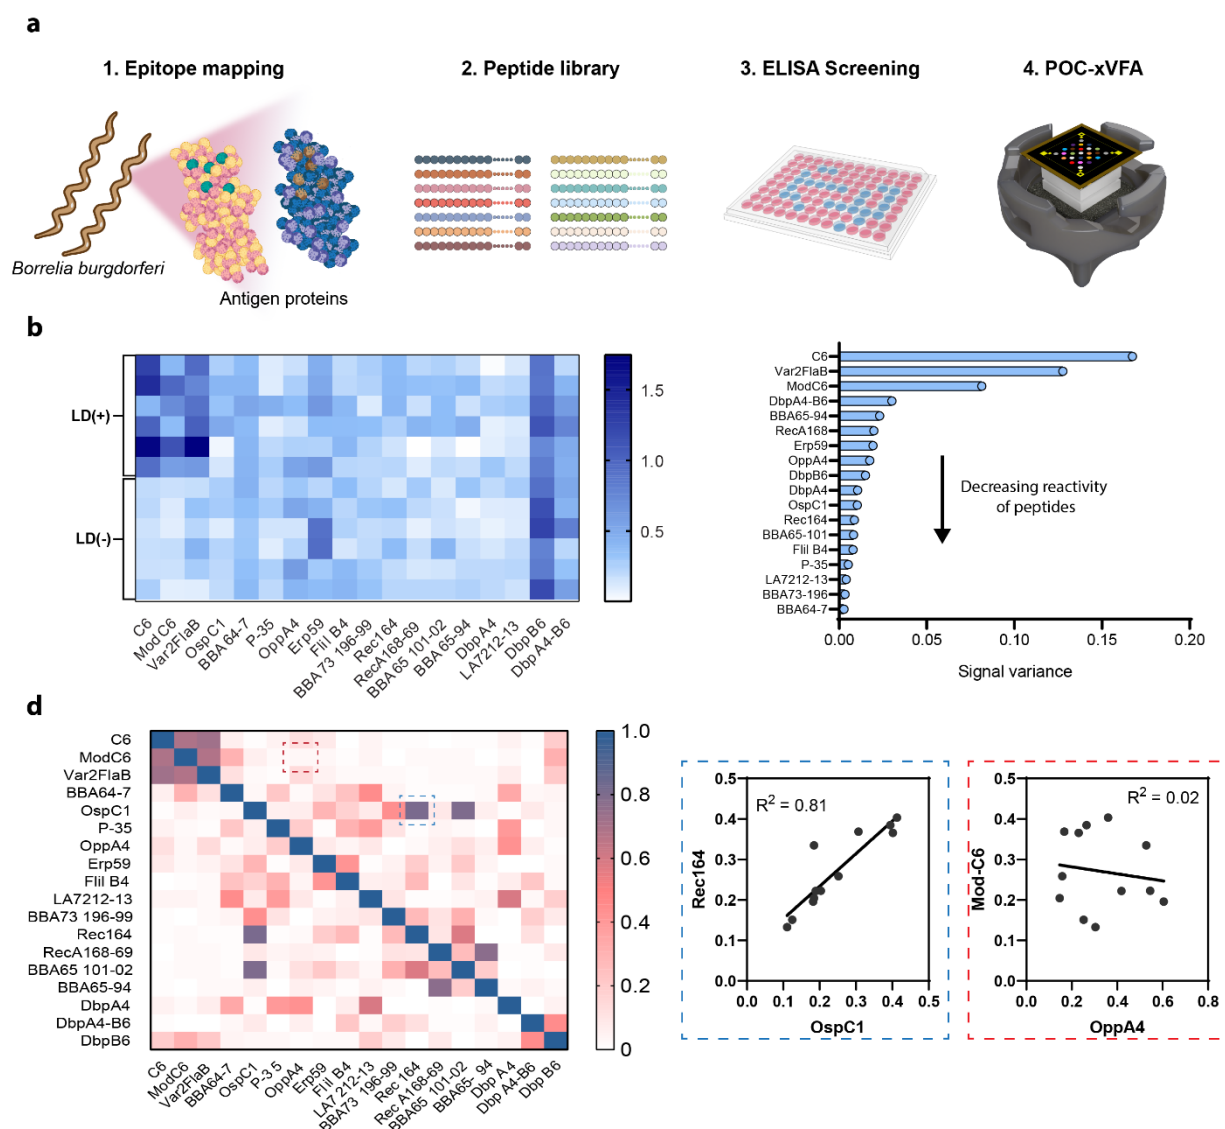 a
1. Epitope mapping
2. Peptide library
3. ELISA Screening
4. POC-xVFA
Borrelia burgdorferi
Antigen proteins
b
LD(+)
LD(-)
1.5
1.0
0.5
C6
Mod C6
Var2FlaB
OspC1
BBA 64-7
P-35
OppA4
Erp59
FliI B4
BBA73 196-99
Rec164
RecA168-69
BBA65 101-02
BBA65-94
Dbp A4
LA7212-13
Dbp B6
Dbp A4-B6
C6
Var2FlaB
ModC6
DbpA4-B6
BBA65-94
RecA168
Erp59
OppA4
DbpB6
DbpA4
OspC1
Rec164
BBA65-101
FliI B4
P-35
LA7212-13
BBA73-196
BBA64-7
Decreasing reactivity
of peptides
0.00
0.05
0.10
0.15
0.20
Signal variance
d
C6
ModC6
Var2FlaB
BBA64-7
OspC1
P-35
OppA4
Erp59
FliI B4
LA7212-13
BBA73 196-99
Rec164
RecA168-69
BBA65 101-02
BBA65-94
DbpA4
DbpA4-B6
DbpB6
1.0
0.8
0.6
0.4
0.2
0
C6
ModC6
Var2FlaB
BBA64-7
OspC1
P-3 5
OppA4
Erp59
FliI B4
LA7 212-13
BBA73 196-99
Rec 164
Rec A168-69
BBA65 101-02
BBA65- 94
Dbp A4
Dbp A4-B6
Dbp B6
R² = 0.81
Rec164
0.5
0.4
0.3
0.2
0.1
0.0
0.0
0.1
0.2
0.3
0.4
0.5
OspC1
R² = 0.02
Mod-C6
0.5
0.4
0.3
0.2
0.1
0.0
0.0
0.2
0.4
0.6
0.8
OppA4